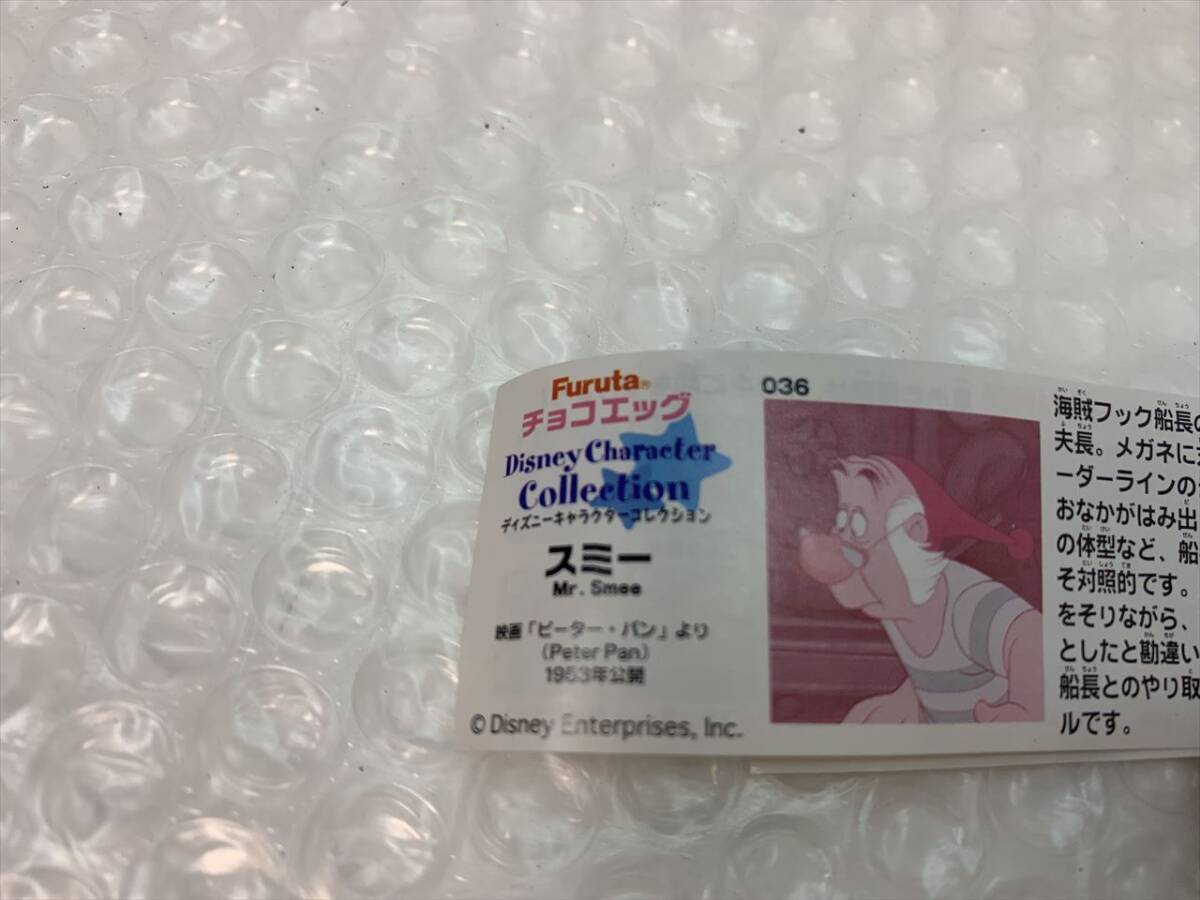 Furuta®
チョコエッグ
Disney Character
Collection
ディズニーキャラクターコレクション
スミー
Mr. Smee
映画「ピーター・パン」より
(Peter Pan)
1953年公開
© Disney Enterprises, Inc.
036
海賊フック船長の
夫長。メガネに
ーダーラインの
おなかがはみ出
の体型など、船
そ対照的です。
をそりながら、
としたと勘違い
船長とのやり取
ルです。